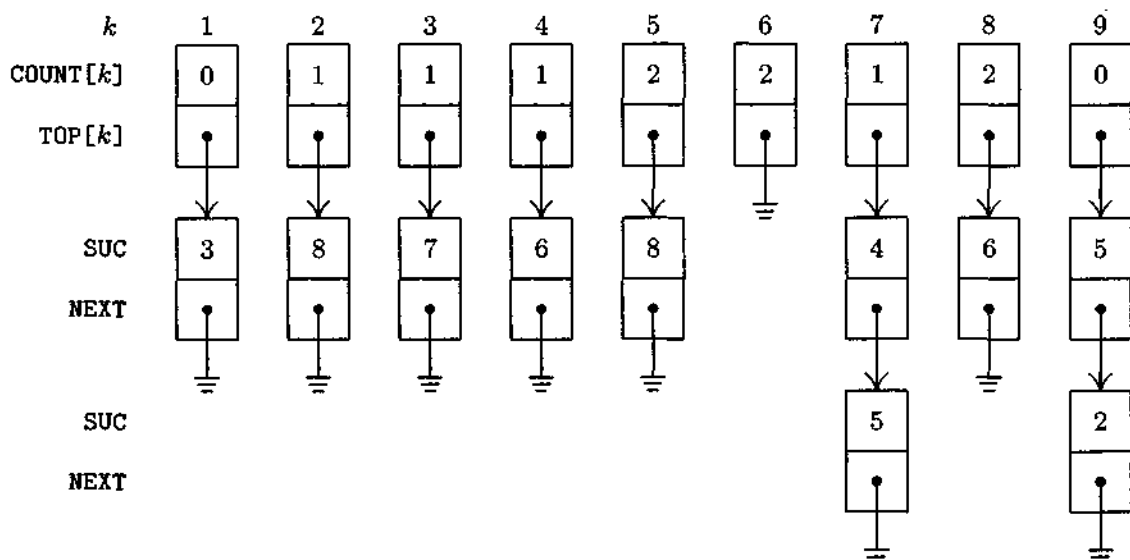 k 1 2 3 4 5 6 7 8 9
COUNT[k] 0 1 1 1 2 2 1 2 0
TOP[k]
SUC 3 8 7 6 8 4 6 5
NEXT
SUC 5 2
NEXT